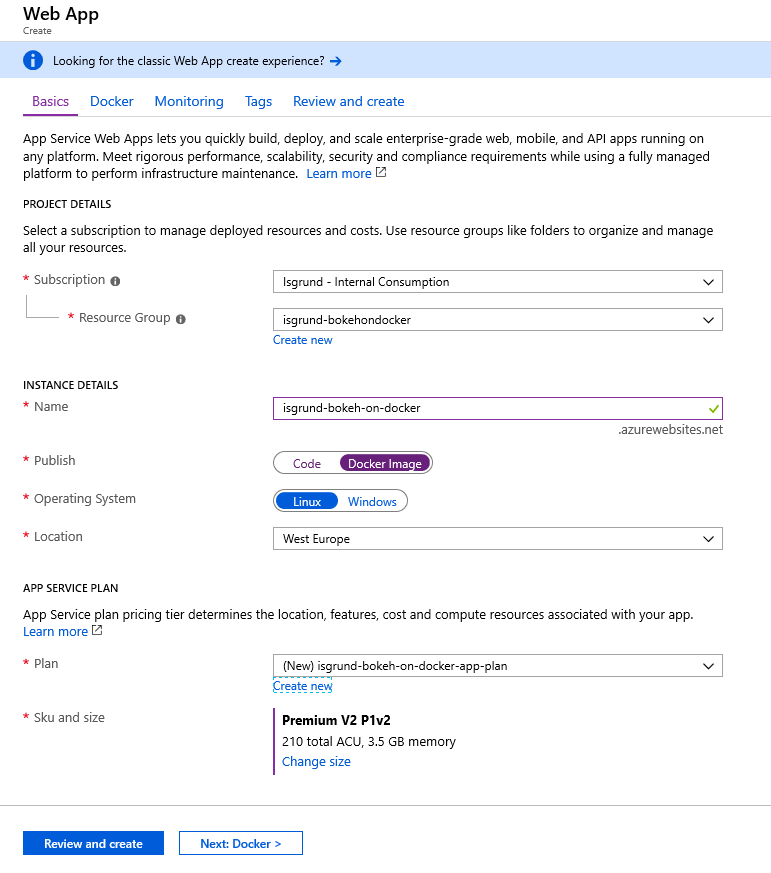 Web App
Create
Looking for the classic Web App create experience? →
Basics Docker Monitoring Tags Review and create
App Service Web Apps lets you quickly build, deploy, and scale enterprise-grade web, mobile, and API apps running on
any platform. Meet rigorous performance, scalability, security and compliance requirements while using a fully managed
platform to perform infrastructure maintenance. Learn more
PROJECT DETAILS
Select a subscription to manage deployed resources and costs. Use resource groups like folders to organize and manage
all your resources.
* Subscription
Isgrund - Internal Consumption
* Resource Group
isgrund-bokehondocker
Create new
INSTANCE DETAILS
* Name
isgrund-bokeh-on-docker
.azurewebsites.net
* Publish
Code Docker Image
* Operating System
Linux Windows
* Location
West Europe
APP SERVICE PLAN
App Service plan pricing tier determines the location, features, cost and compute resources associated with your app.
Learn more
* Plan
(New) isgrund-bokeh-on-docker-app-plan
Create new
* Sku and size
Premium V2 P1v2
210 total ACU, 3.5 GB memory
Change size
Review and create
Next: Docker >